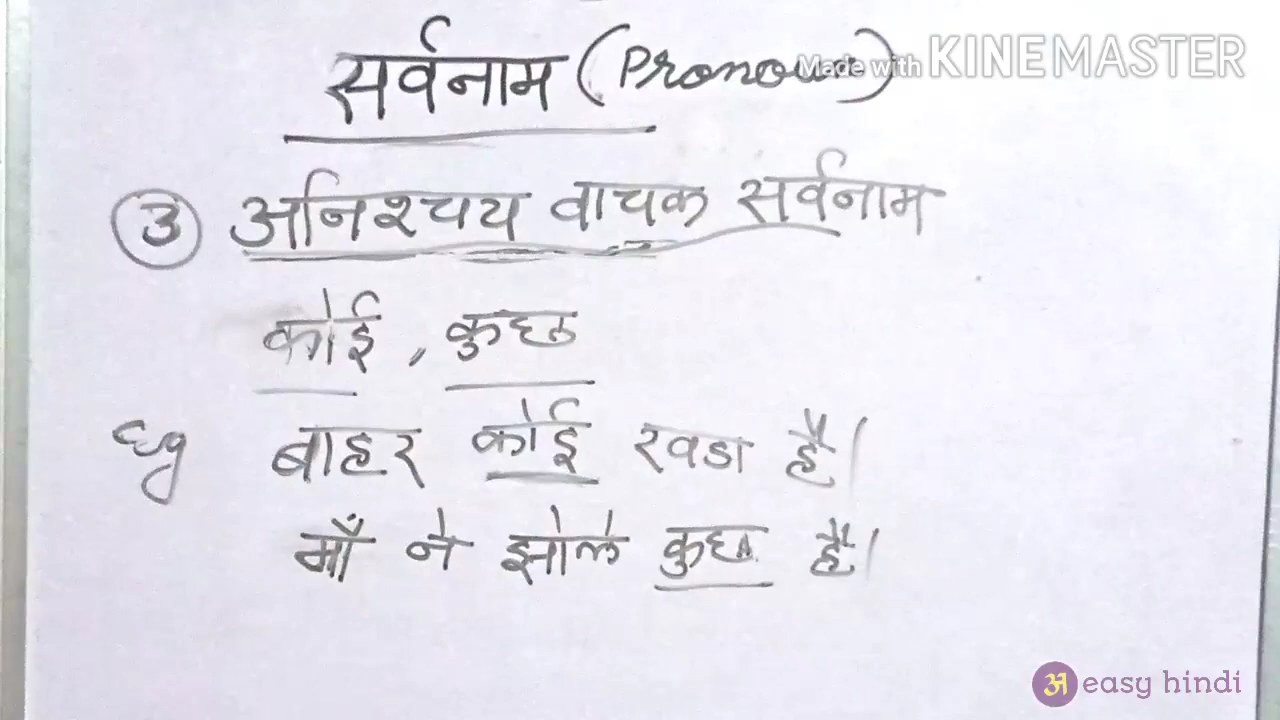 सर्वनाम (Pronoun)
Made with KINEMASTER
③ अनिश्चय वाचक सर्वनाम
कोई, कुछ
Eg बाहर कोई खडा है।
माँ ने झोले कुछ है।
अ easy hindi